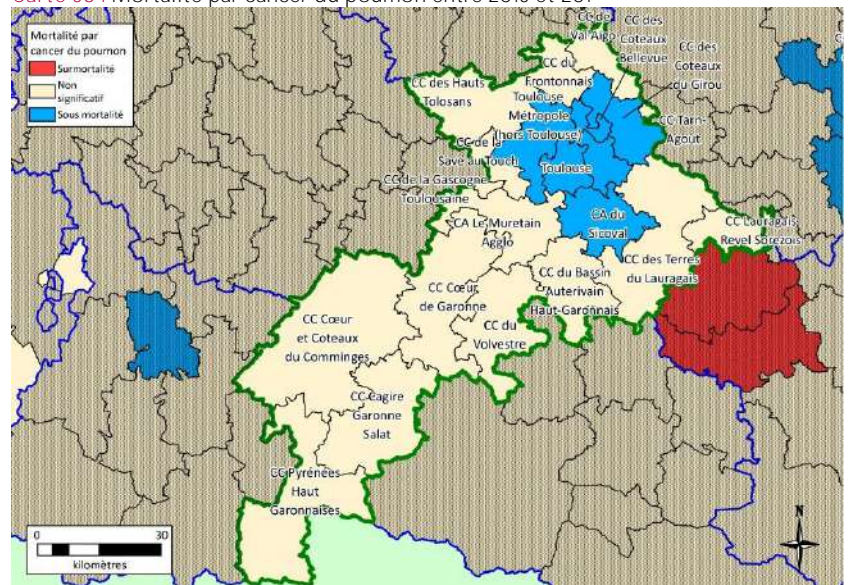 Mortalité par
cancer du poumon
Surmortalité
Non
significatif
Sous mortalité
CC de
Val Aïgo
CC des
Coteaux
Bellevue
CC des
Coteaux
du Girou
CC du
Frontonnais
CC des Hauts
Tolosans
Toulouse
Métropole
(hors Toulouse)
CC Tarn-
Agout
CC de la
Save au Touch
Toulouse
CC de la Gascogne
Toulousaine
CA du
Sicoval
CA Le Muretain
Agglo
CC Lauragais
Revel Sorezois
CC des Terres
du Lauragais
CC du Bassin
Auterivain
Haut-Garonnais
CC Cœur
de Garonne
CC Cœur
et Coteaux
du Comminges
CC du
Volvestre
CC Cagire
Garonne
Salat
CC Pyrénées
Haut
Garonnaises
0 30
kilomètres
N